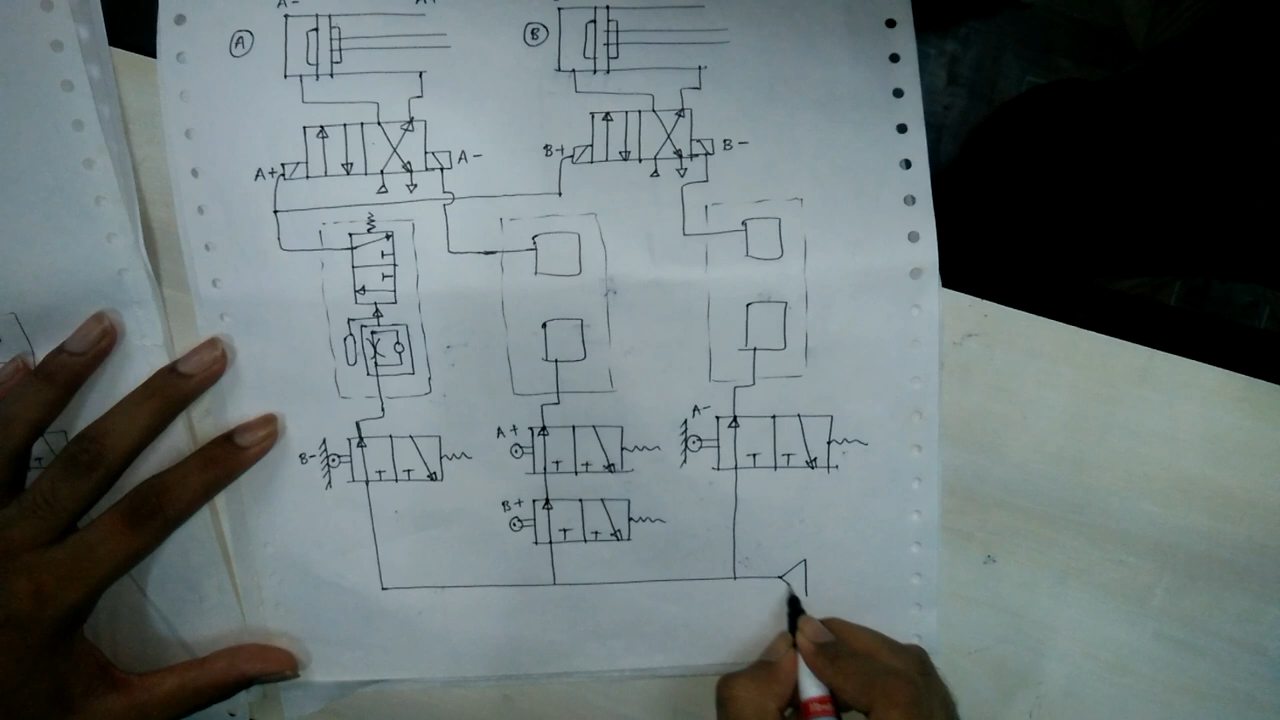 A- A+
A B
A+ A- B+ B-
B- A+ A-
B+